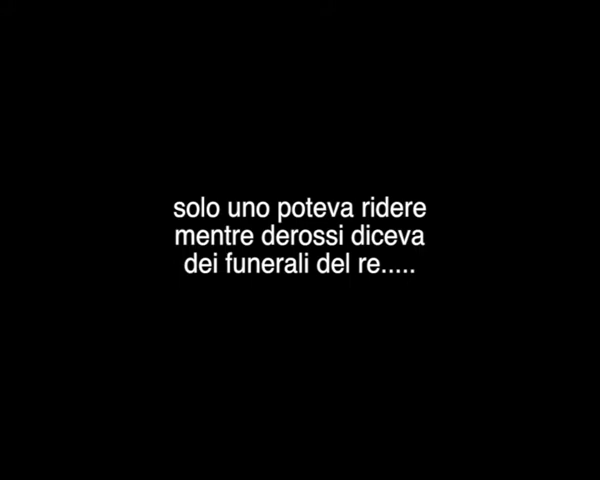 solo uno poteva ridere
mentre derossi diceva
dei funerali del re.....